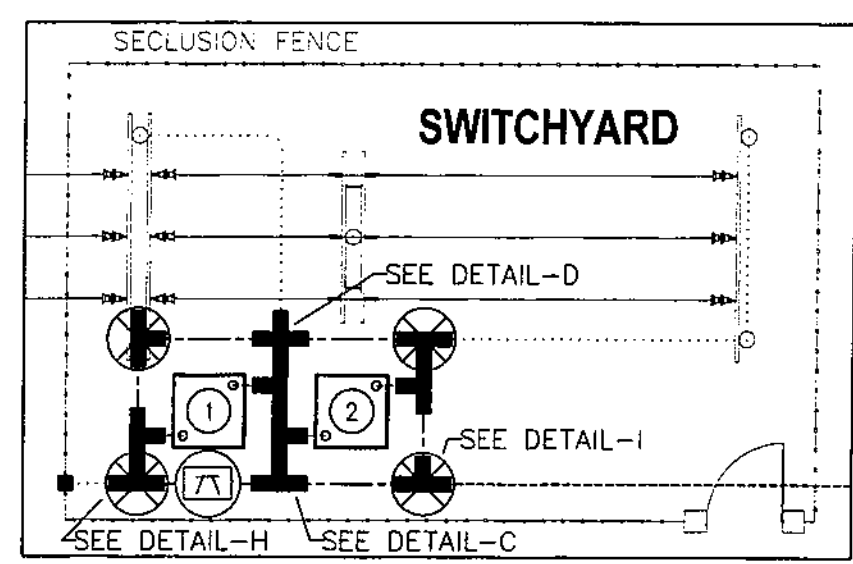 SECLUSION FENCE
SWITCHYARD
SEE DETAIL-D
1
2
SEE DETAIL-I
SEE DETAIL-H
SEE DETAIL-C